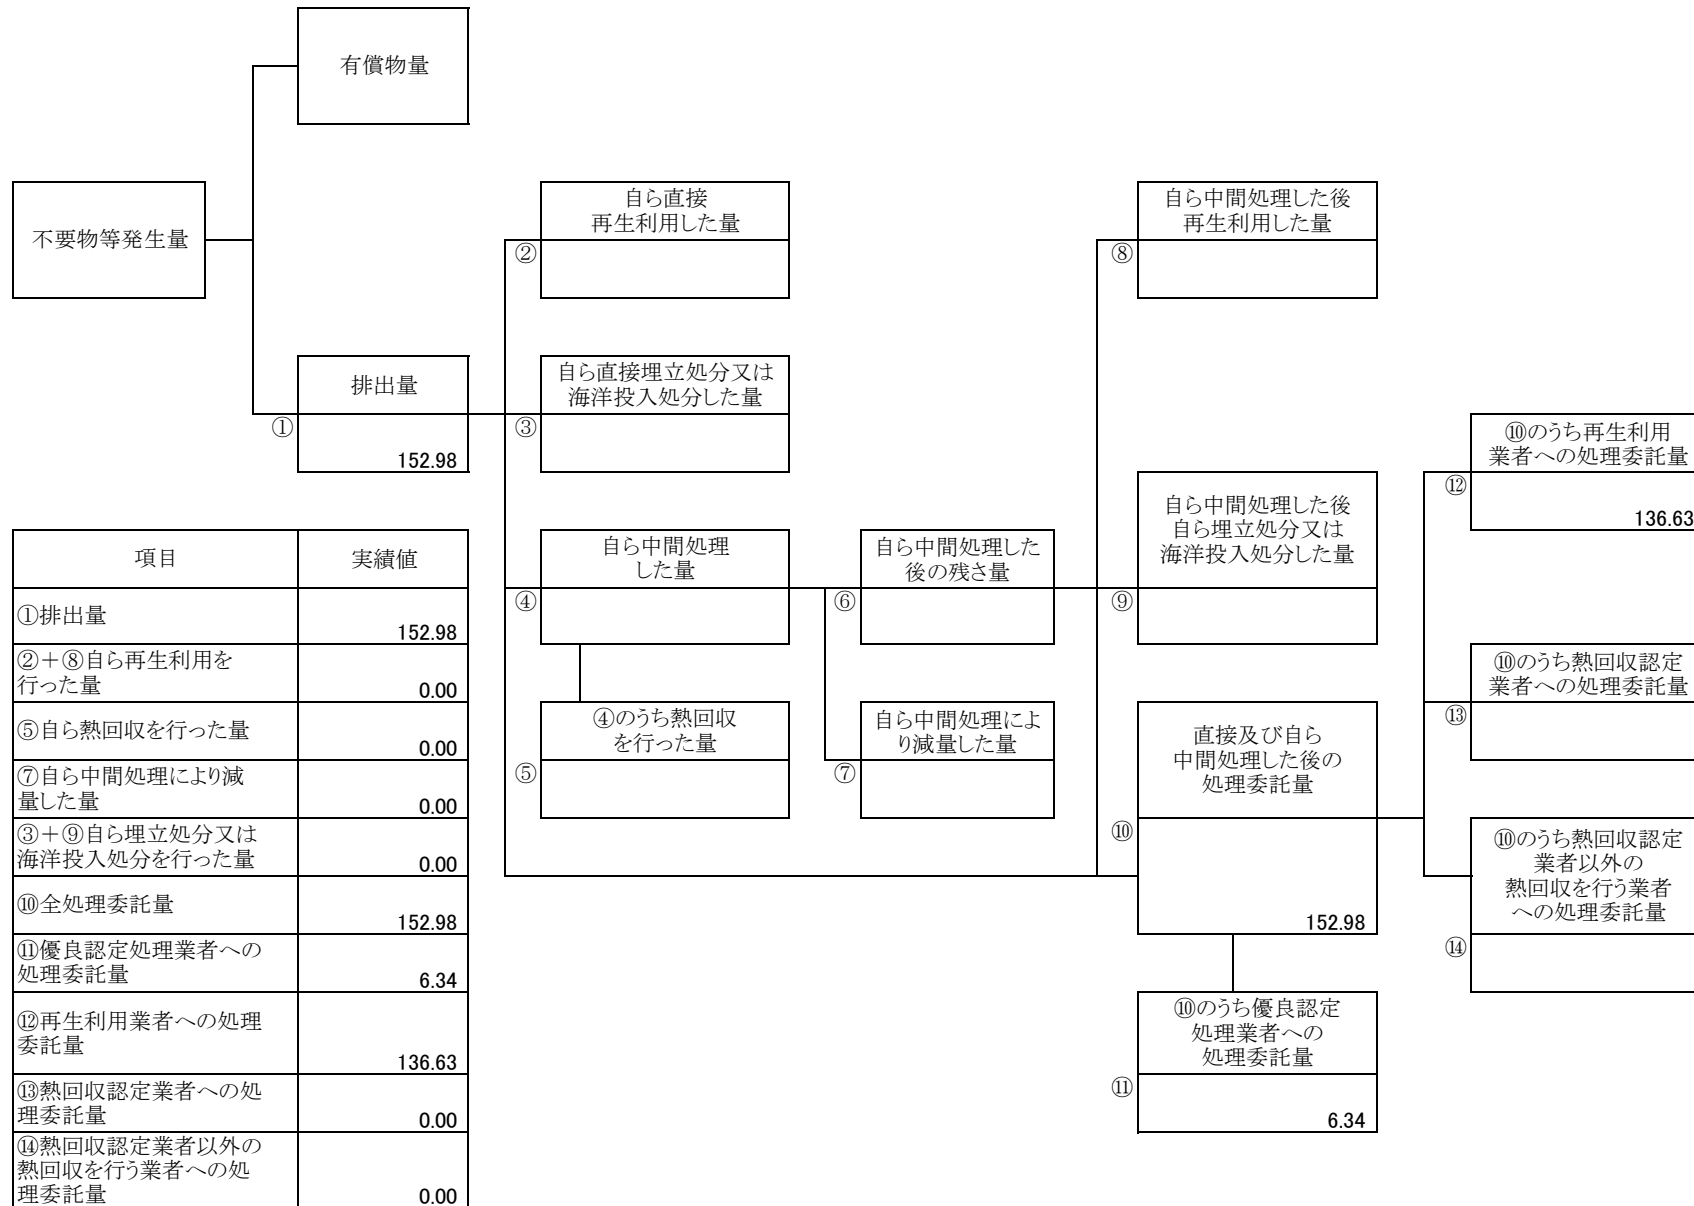 有償物量
不要物等発生量
自ら直接
再生利用した量
②
自ら中間処理した後
再生利用した量
⑧
排出量
①
152.98
自ら直接埋立処分又は
海洋投入処分した量
③
⑩のうち再生利用
業者への処理委託量
⑫
136.63
自ら中間処理した後
自ら埋立処分又は
海洋投入処分した量
⑨
自ら中間処理
した量
④
自ら中間処理した
後の残さ量
⑥
⑩のうち熱回収認定
業者への処理委託量
⑬
④のうち熱回収
を行った量
⑤
自ら中間処理によ
り減量した量
⑦
直接及び自ら
中間処理した後の
処理委託量
⑩
152.98
⑩のうち熱回収認定
業者以外の
熱回収を行う業者
への処理委託量
⑭
⑩のうち優良認定
処理業者への
処理委託量
⑪
6.34
項目 実績値
①排出量 152.98
②+⑧自ら再生利用を
行った量 0.00
⑤自ら熱回収を行った量 0.00
⑦自ら中間処理により減
量した量 0.00
③+⑨自ら埋立処分又は
海洋投入処分を行った量 0.00
⑩全処理委託量 152.98
⑪優良認定処理業者への
処理委託量 6.34
⑫再生利用業者への処理
委託量 136.63
⑬熱回収認定業者への処
理委託量 0.00
⑭熱回収認定業者以外の
熱回収を行う業者への処
理委託量 0.00